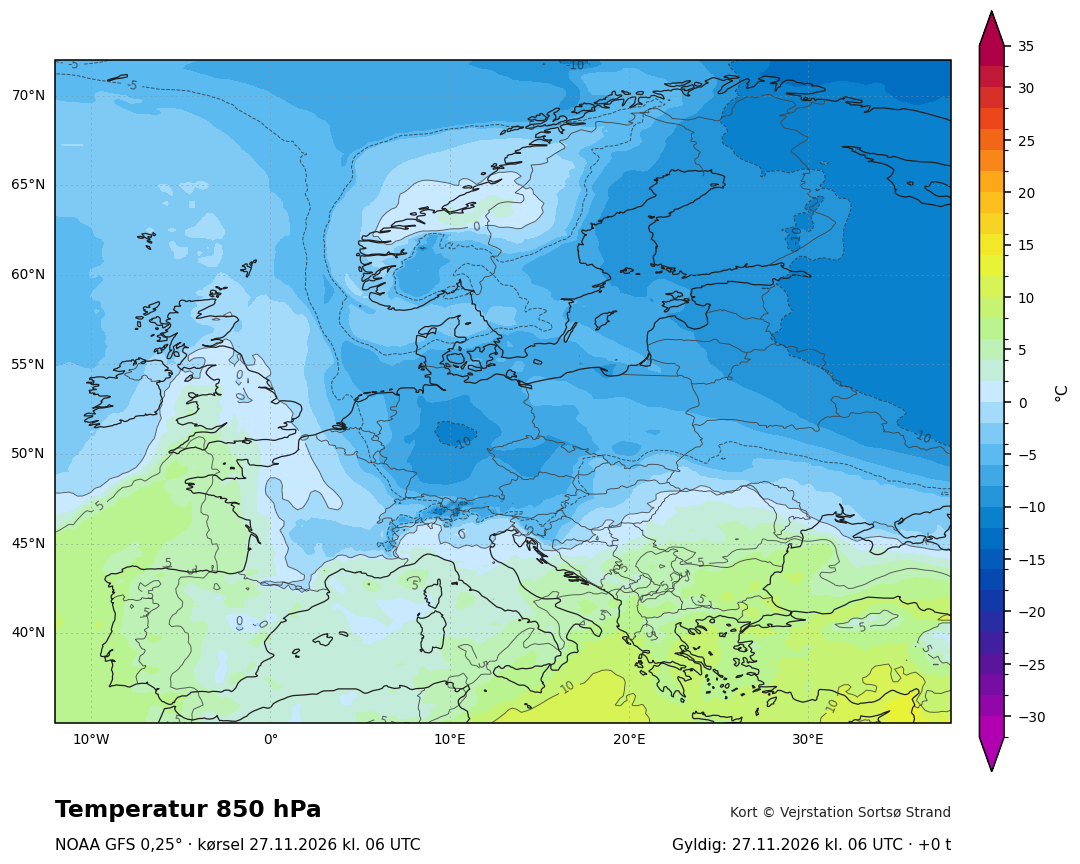 70°N
65°N
60°N
55°N
50°N
45°N
40°N
10°W
0°
10°E
20°E
30°E
35
30
25
20
15
10
5
0
−5
−10
−15
−20
−25
−30
°C
Temperatur 850 hPa
Kort © Vejrstation Sortsø Strand
NOAA GFS 0,25° · kørsel 27.11.2026 kl. 06 UTC
Gyldig: 27.11.2026 kl. 06 UTC · +0 t